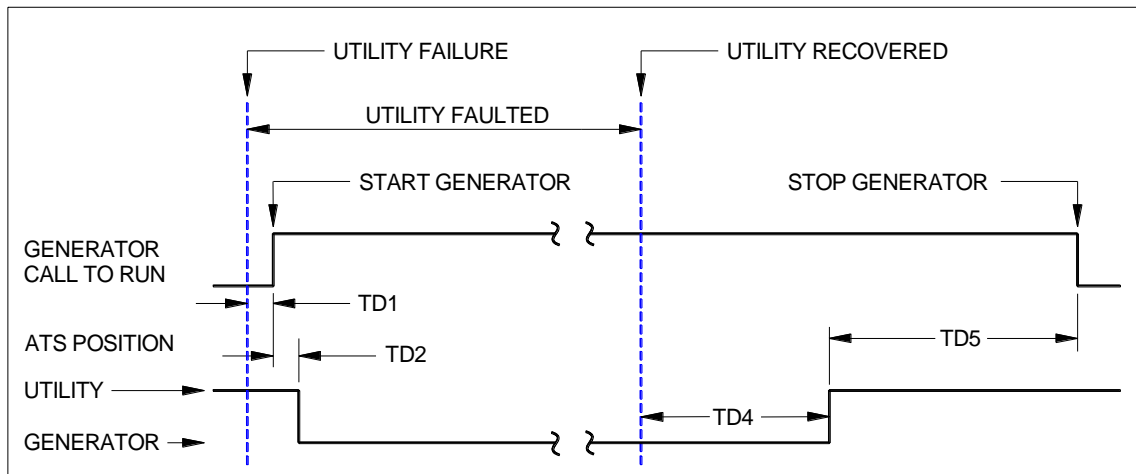 UTILITY FAILURE
UTILITY RECOVERED
UTILITY FAULTED
START GENERATOR
STOP GENERATOR
GENERATOR
CALL TO RUN
TD1
ATS POSITION
TD2
TD5
UTILITY
TD4
GENERATOR